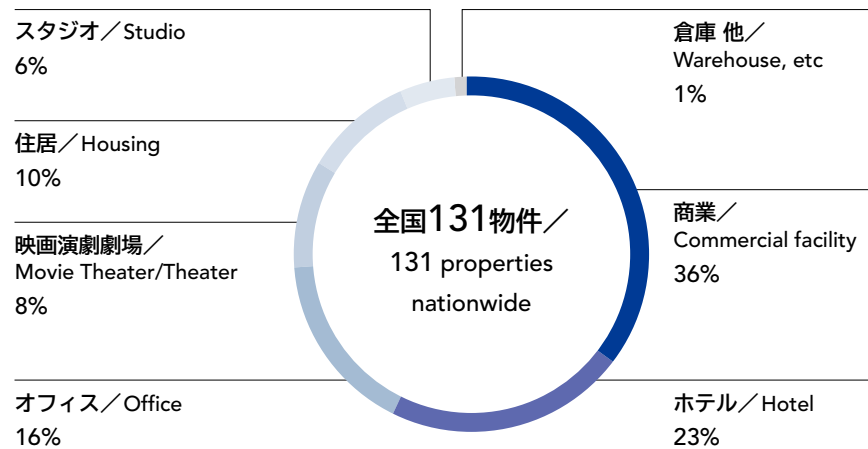 スタジオ／Studio
6%
住居／Housing
10%
映画演劇劇場／
Movie Theater/Theater
8%
オフィス／Office
16%
全国131物件／
131 properties
nationwide
倉庫 他／
Warehouse, etc
1%
商業／
Commercial facility
36%
ホテル／Hotel
23%